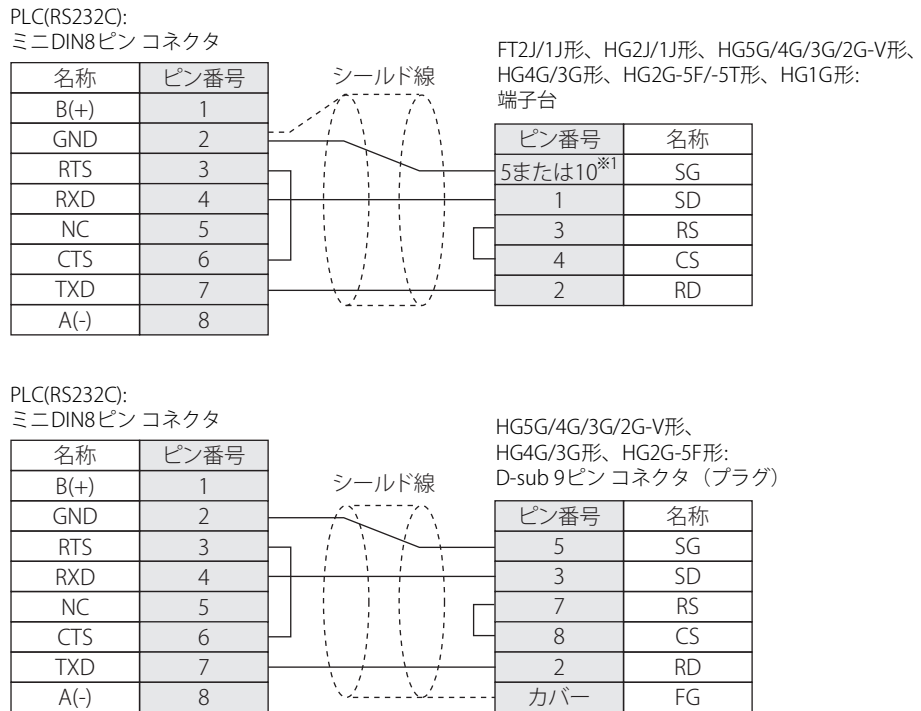 PLC(RS232C):
ミニDIN8ピン コネクタ
名称 ピン番号
B(+) 1
GND 2
RTS 3
RXD 4
NC 5
CTS 6
TXD 7
A(-) 8
シールド線
FT2J/1J形、HG2J/1J形、HG5G/4G/3G/2G-V形、
HG4G/3G形、HG2G-5F/-5T形、HG1G形:
端子台
ピン番号 名称
5または10※1 SG
1 SD
3 RS
4 CS
2 RD
PLC(RS232C):
ミニDIN8ピン コネクタ
名称 ピン番号
B(+) 1
GND 2
RTS 3
RXD 4
NC 5
CTS 6
TXD 7
A(-) 8
シールド線
HG5G/4G/3G/2G-V形、
HG4G/3G形、HG2G-5F形:
D-sub 9ピン コネクタ（プラグ）
ピン番号 名称
5 SG
3 SD
7 RS
8 CS
2 RD
カバー FG